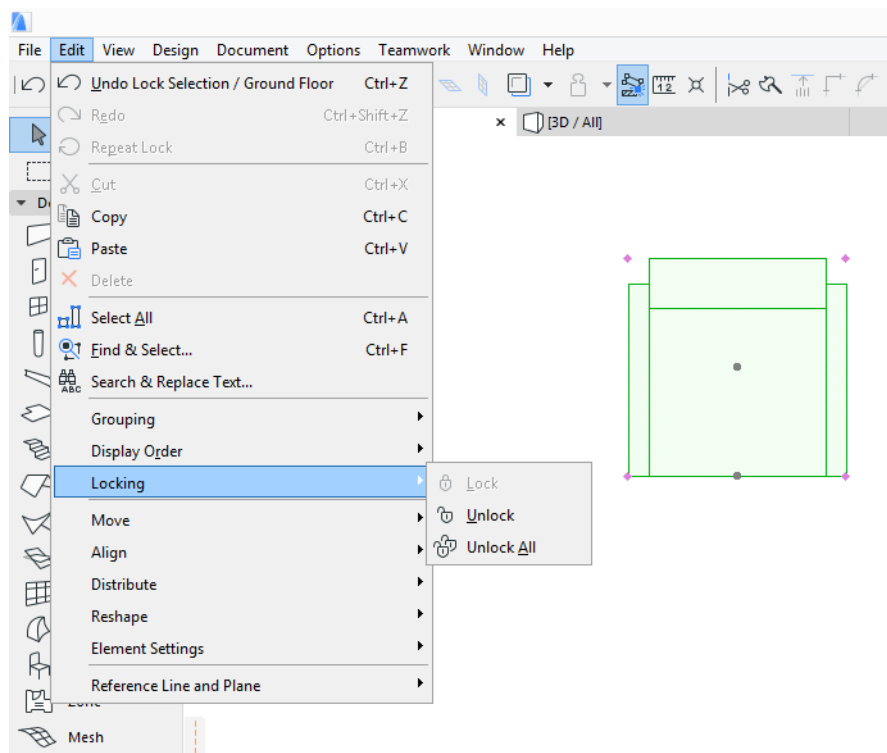 File Edit View Design Document Options Teamwork Window Help
Undo Lock Selection / Ground Floor Ctrl+Z
Redo Ctrl+Shift+Z
Repeat Lock Ctrl+B
[3D / All]
Cut Ctrl+X
Copy Ctrl+C
Paste Ctrl+V
Delete
Select All Ctrl+A
Find & Select... Ctrl+F
ABC Search & Replace Text...
Grouping
Display Order
Locking
Lock
Unlock
Unlock All
Move
Align
Distribute
Reshape
Element Settings
Reference Line and Plane
Mesh